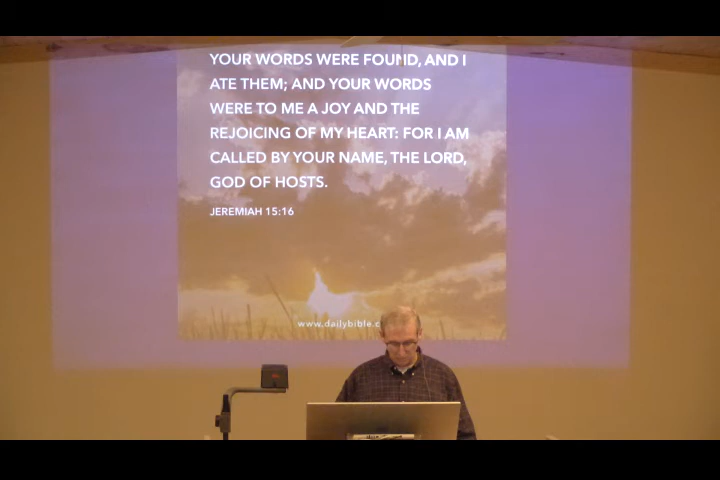 YOUR WORDS WERE FOUND, AND I
ATE THEM; AND YOUR WORDS
WERE TO ME A JOY AND THE
REJOICING OF MY HEART: FOR I AM
CALLED BY YOUR NAME, THE LORD,
GOD OF HOSTS.
JEREMIAH 15:16
www.dailybible.c